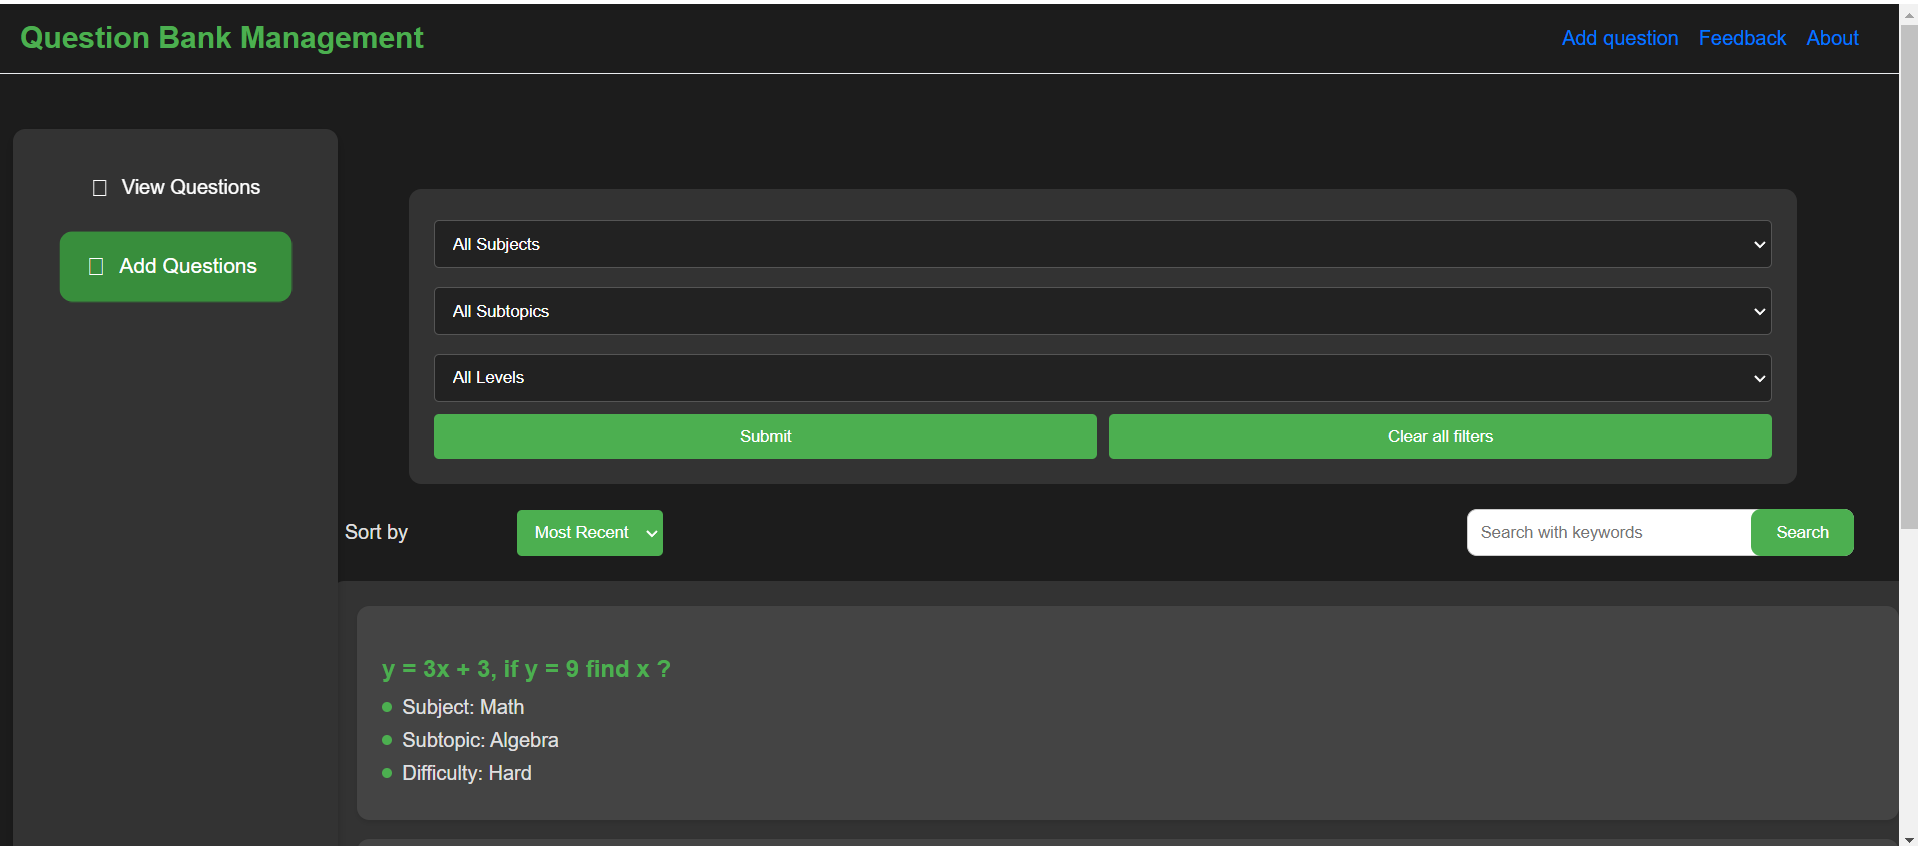 Question Bank Management
Add question Feedback About
View Questions
Add Questions
All Subjects
All Subtopics
All Levels
Submit Clear all filters
Sort by Most Recent Search with keywords Search
y = 3x + 3, if y = 9 find x ?
Subject: Math
Subtopic: Algebra
Difficulty: Hard